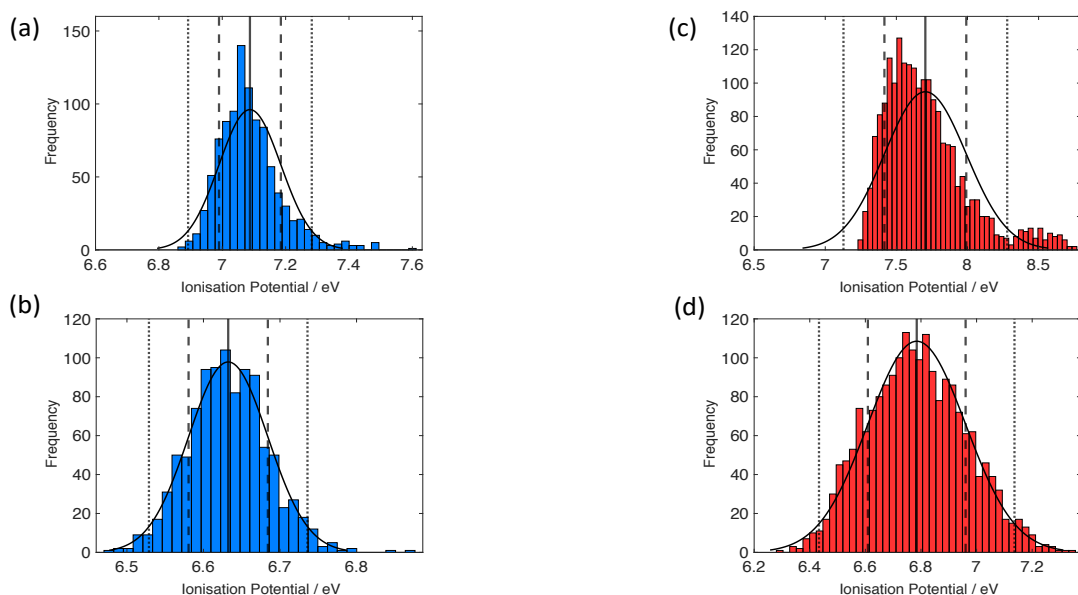 (a)
Frequency
150
100
50
0
6.6 6.8 7 7.2 7.4 7.6
Ionisation Potential / eV
(b)
Frequency
120
100
80
60
40
20
0
6.5 6.6 6.7 6.8
Ionisation Potential / eV
(c)
Frequency
140
120
100
80
60
40
20
0
6.5 7 7.5 8 8.5
Ionisation Potential / eV
(d)
Frequency
120
100
80
60
40
20
0
6.2 6.4 6.6 6.8 7 7.2
Ionisation Potential / eV